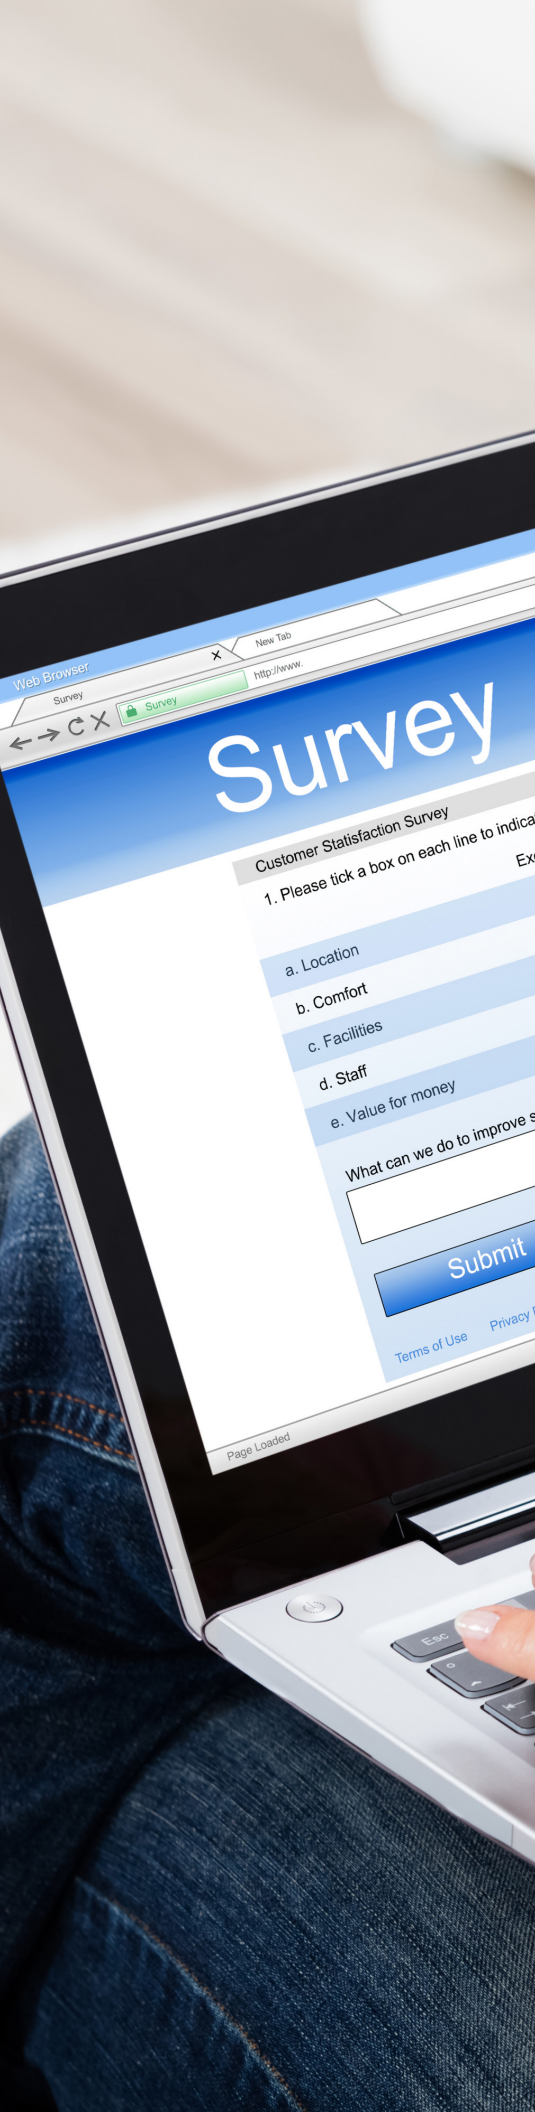 Web Browser
Survey
New Tab
Survey
http://www.
Survey
Customer Statisfaction Survey
1. Please tick a box on each line to
a. Location
b. Comfort
c. Facilities
d. Staff
e. Value for money
What can we do to improve
Submit
Terms of Use Privacy
Page Loaded
Esc